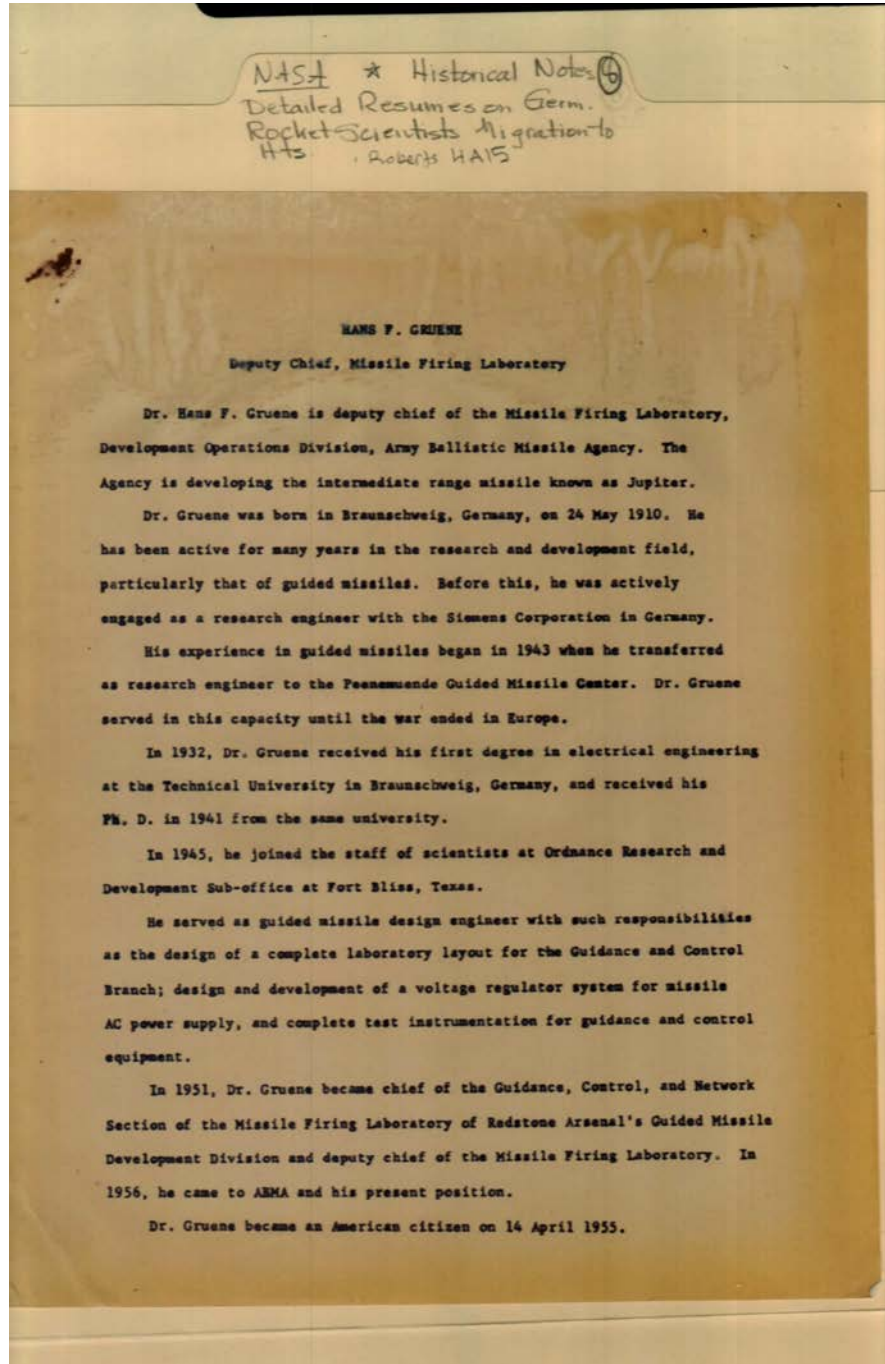 NASA * Historical Notes 6
Detailed Resumes on Germ.
Rocket Scientists Migration to
Hts. Roberts HA15
HANS F. GRUENE
Deputy Chief, Missile Firing Laboratory
Dr. Hans F. Gruene is deputy chief of the Missile Firing Laboratory,
Development Operations Division, Army Ballistic Missile Agency. The
Agency is developing the intermediate range missile known as Jupiter.
Dr. Gruene was born in Braunschweig, Germany, on 24 May 1910. He
has been active for many years in the research and development field,
particularly that of guided missiles. Before this, he was actively
engaged as a research engineer with the Siemens Corporation in Germany.
His experience in guided missiles began in 1943 when he transferred
as research engineer to the Peenemuende Guided Missile Center. Dr. Gruene
served in this capacity until the war ended in Europe.
In 1932, Dr. Gruene received his first degree in electrical engineering
at the Technical University in Braunschweig, Germany, and received his
Ph. D. in 1941 from the same university.
In 1945, he joined the staff of scientists at Ordnance Research and
Development Sub-office at Fort Bliss, Texas.
He served as guided missile design engineer with such responsibilities
as the design of a complete laboratory layout for the Guidance and Control
Branch; design and development of a voltage regulator system for missile
AC power supply, and complete test instrumentation for guidance and control
equipment.
In 1951, Dr. Gruene became chief of the Guidance, Control, and Network
Section of the Missile Firing Laboratory of Redstone Arsenal's Guided Missile
Development Division and deputy chief of the Missile Firing Laboratory. In
1956, he came to ABMA and his present position.
Dr. Gruene became an American citizen on 14 April 1955.